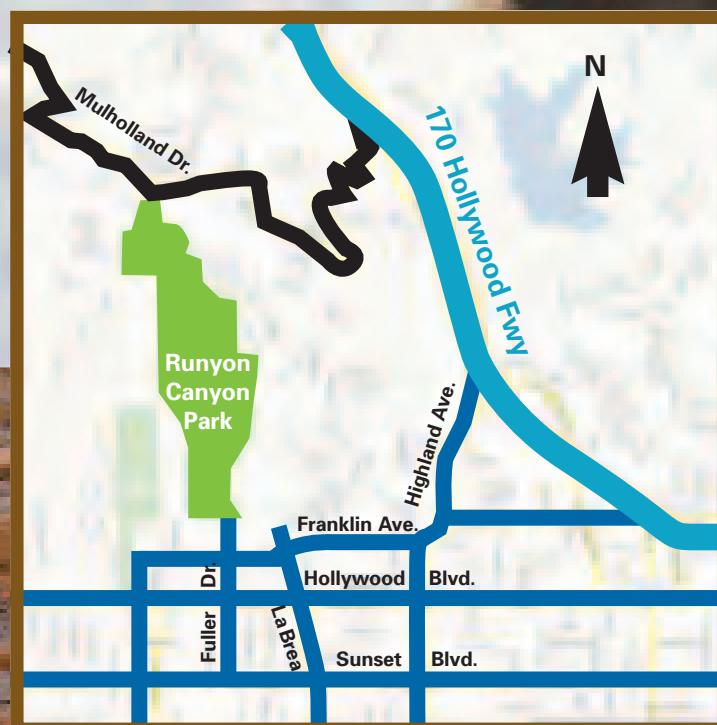 N
Mulholland Dr.
170 Hollywood Fwy
Runyon
Canyon
Park
Highland Ave.
Franklin Ave.
Hollywood Blvd.
Fuller Dr.
La Brea
Sunset Blvd.